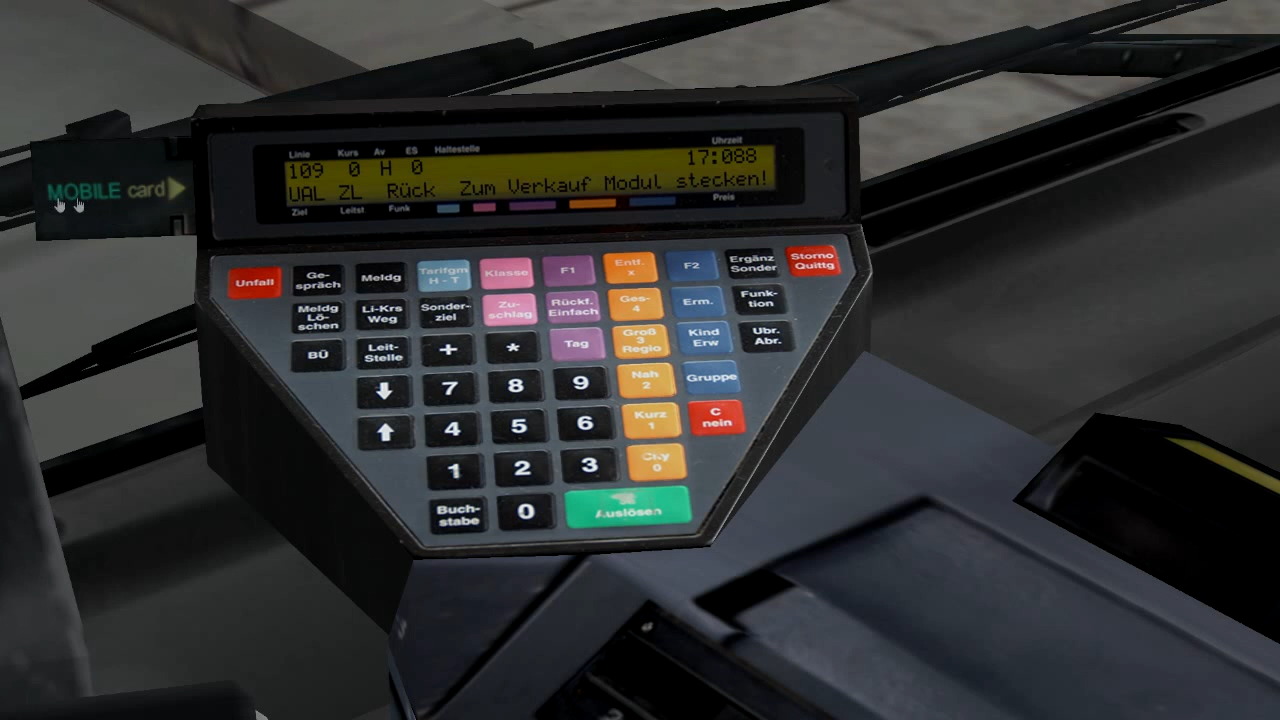 Linie Kurs Av ES Haltestelle Uhrzeit
109 0 H 0 17:088
UAL ZL Rück Zum Verkauf Modul stecken!
Ziel Leitst Funk Preis
MOBILE card
Unfall
Ge-
spräch
Meldg
Tarifgm
H - T
Klasse
F1
Entf.
x
F2
Ergänz
Sonder
Storno
Quittg
Meldg
Lö-
schen
Li-Krs
Weg
Sonder-
ziel
Zu-
schlag
Rückf.
Einfach
Ges-
4
Erm.
Funk-
tion
BÜ
Leit-
Stelle
+
*
Tag
Groß
3
Regio
Kind
Erw
Ubr.
Abr.
7
8
9
Nah
2
Gruppe
4
5
6
Kurz
1
C
nein
1
2
3
City
0
Buch-
stabe
0
Auslösen